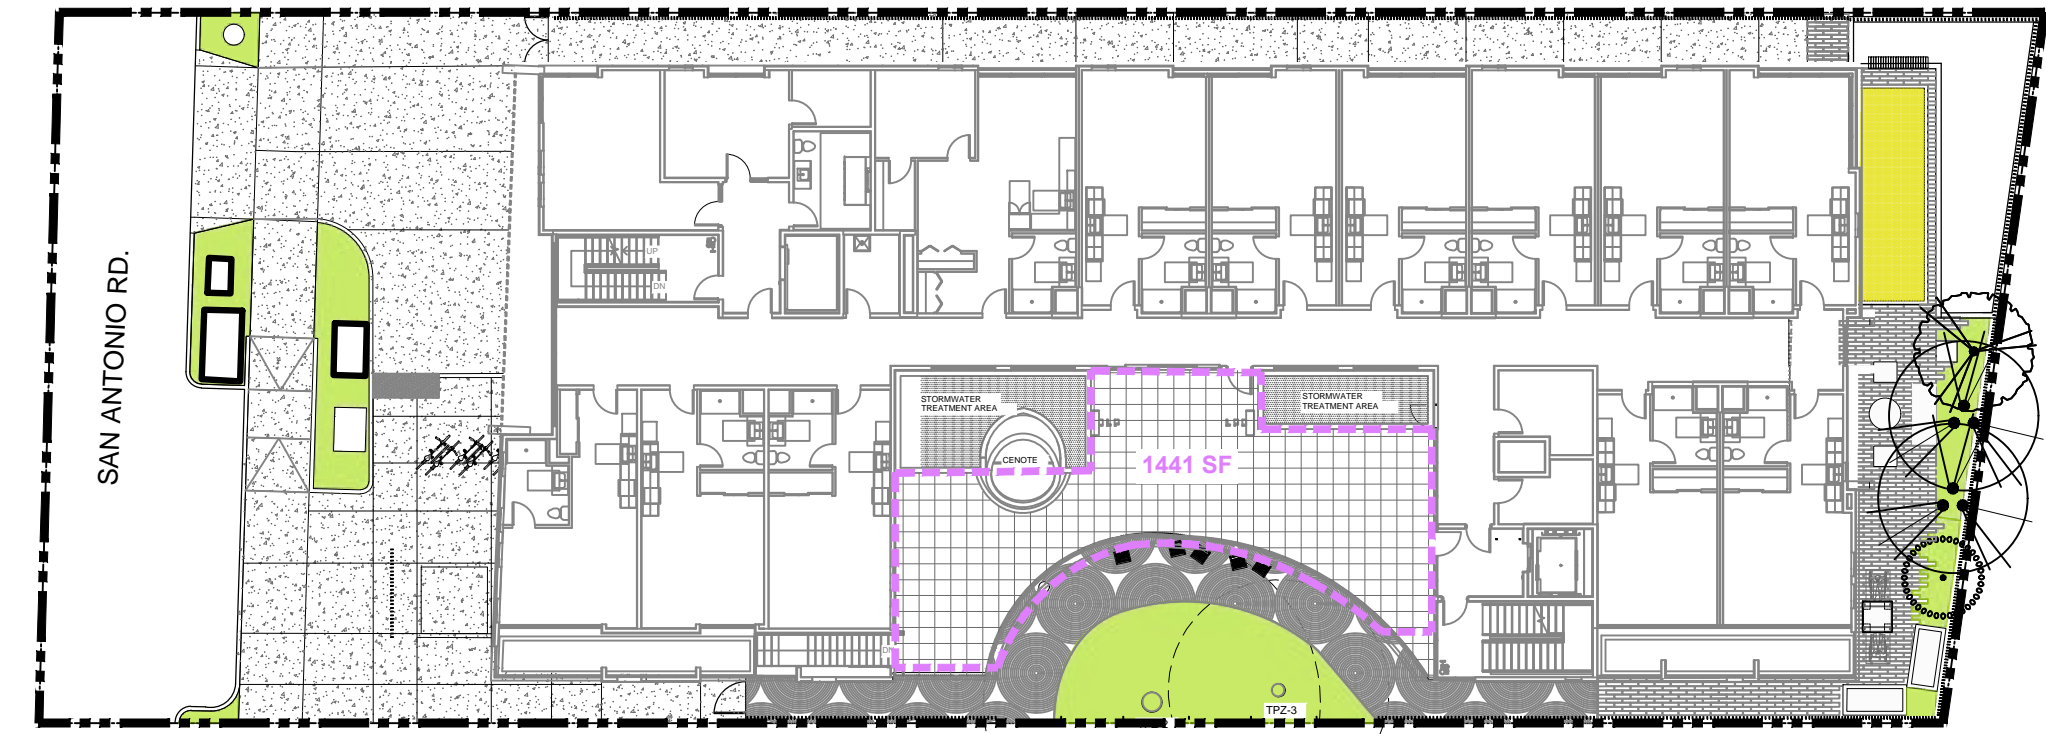 UP
DN
SAN ANTONIO RD.
STORMWATER
TREATMENT AREA
STORMWATER
TREATMENT AREA
CENOTE
1441 SF
DN
TPZ-3